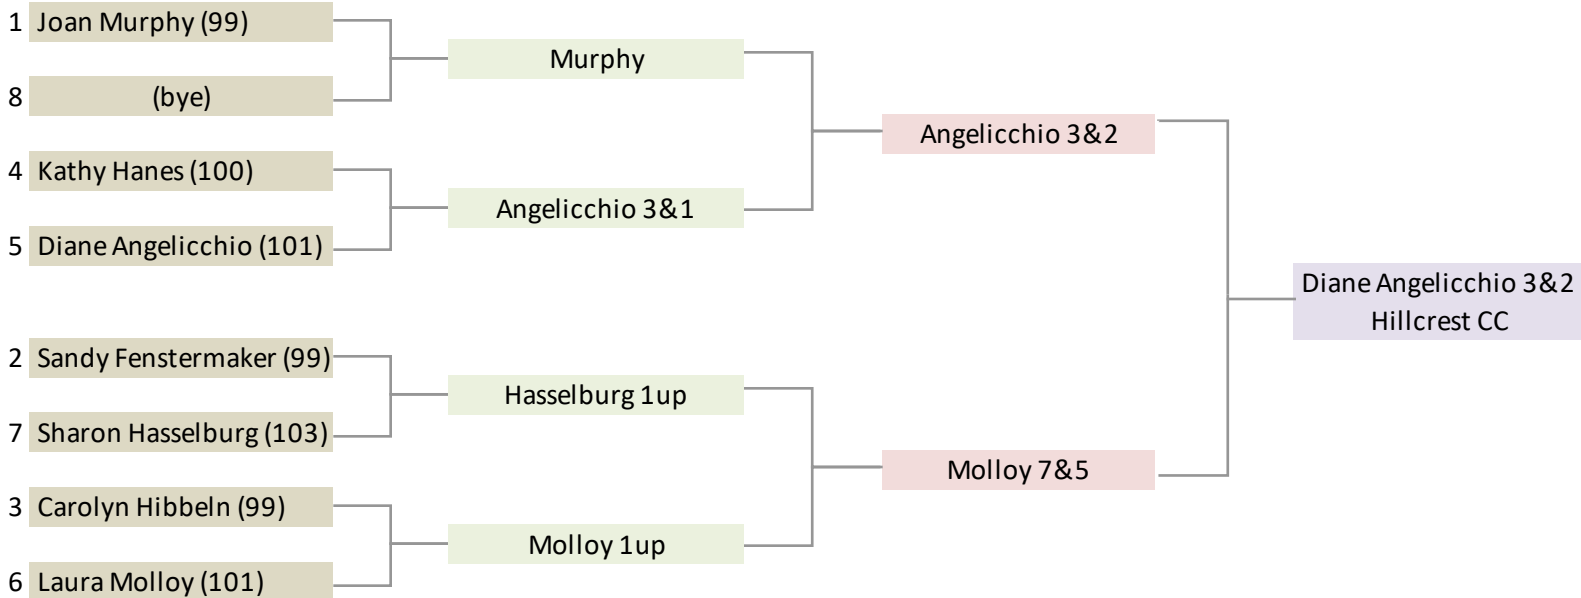 1 Joan Murphy (99)
8 (bye)
4 Kathy Hanes (100)
5 Diane Angelicchio (101)
2 Sandy Fenstermaker (99)
7 Sharon Hasselburg (103)
3 Carolyn Hibbeln (99)
6 Laura Molloy (101)
Murphy
Angelicchio 3&1
Hasselburg 1up
Molloy 1up
Angelicchio 3&2
Molloy 7&5
Diane Angelicchio 3&2
Hillcrest CC